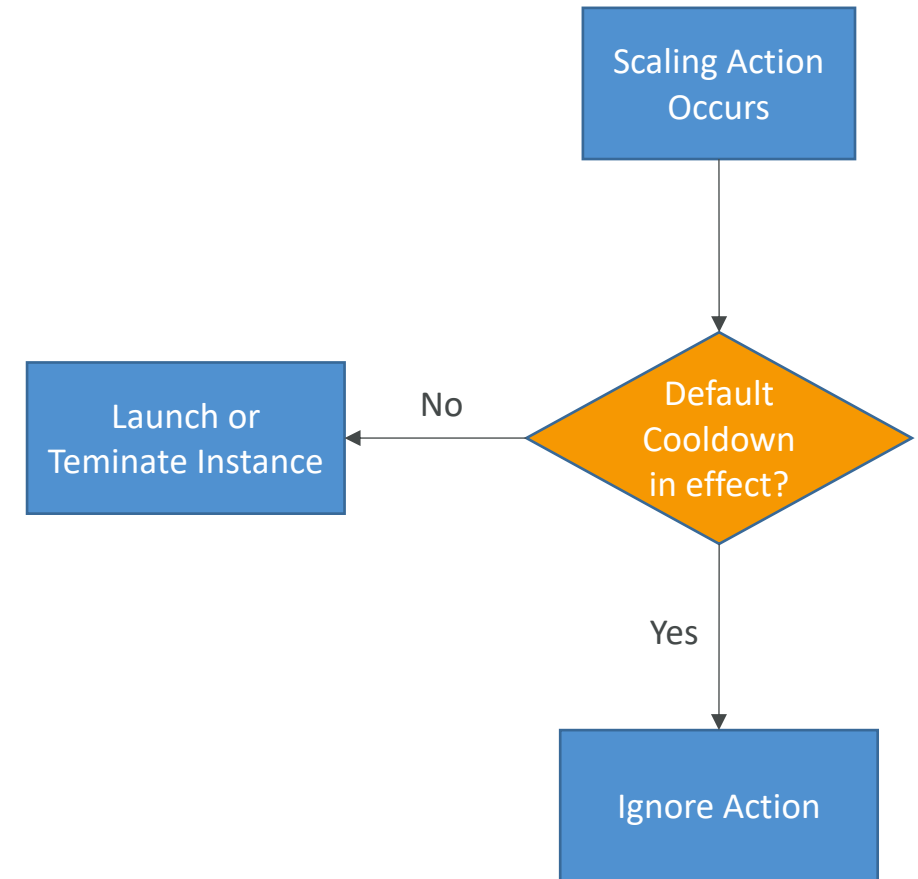 Scaling Action
Occurs
Default
Cooldown
in effect?
No
Launch or
Teminate Instance
Yes
Ignore Action